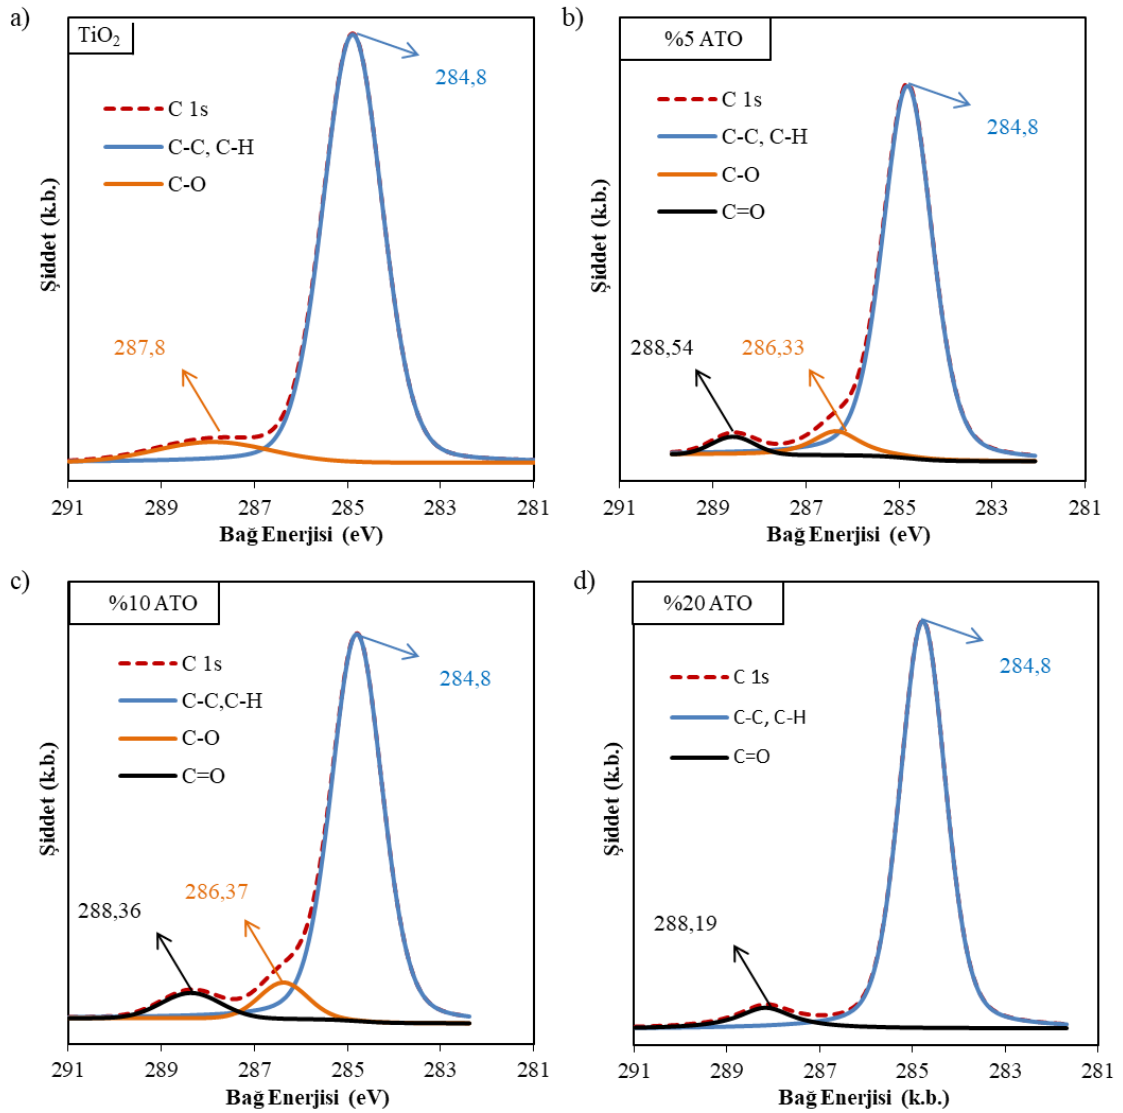 a)
TiO2
284,8
C 1s
C-C, C-H
C-O
287,8
Şiddet (k.b.)
291 289 287 285 283 281
Bağ Enerjisi (eV)
b)
%5 ATO
284,8
C 1s
C-C, C-H
C-O
C=O
288,54
286,33
Şiddet (k.b.)
291 289 287 285 283 281
Bağ Enerjisi (eV)
c)
%10 ATO
284,8
C 1s
C-C,C-H
C-O
C=O
288,36
286,37
Şiddet (k.b.)
291 289 287 285 283 281
Bağ Enerjisi (eV)
d)
%20 ATO
284,8
C 1s
C-C, C-H
C=O
288,19
Şiddet (k.b.)
291 289 287 285 283 281
Bağ Enerjisi (k.b.)